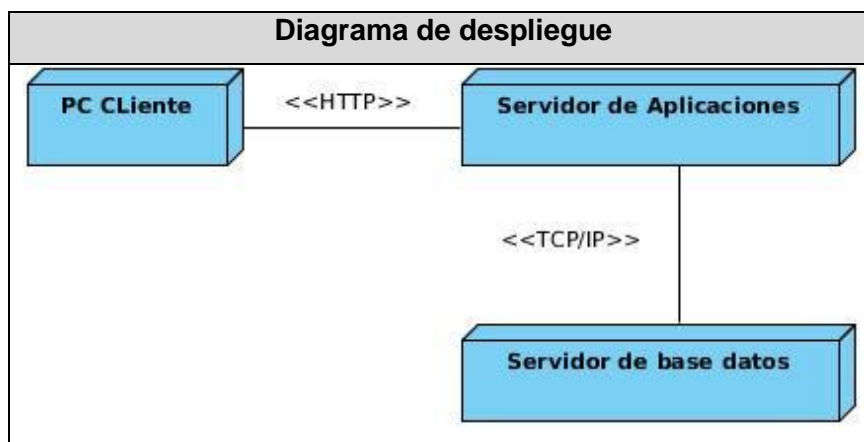 Diagrama de despliegue
PC CLiente
<<HTTP>>
Servidor de Aplicaciones
<<TCP/IP>>
Servidor de base datos